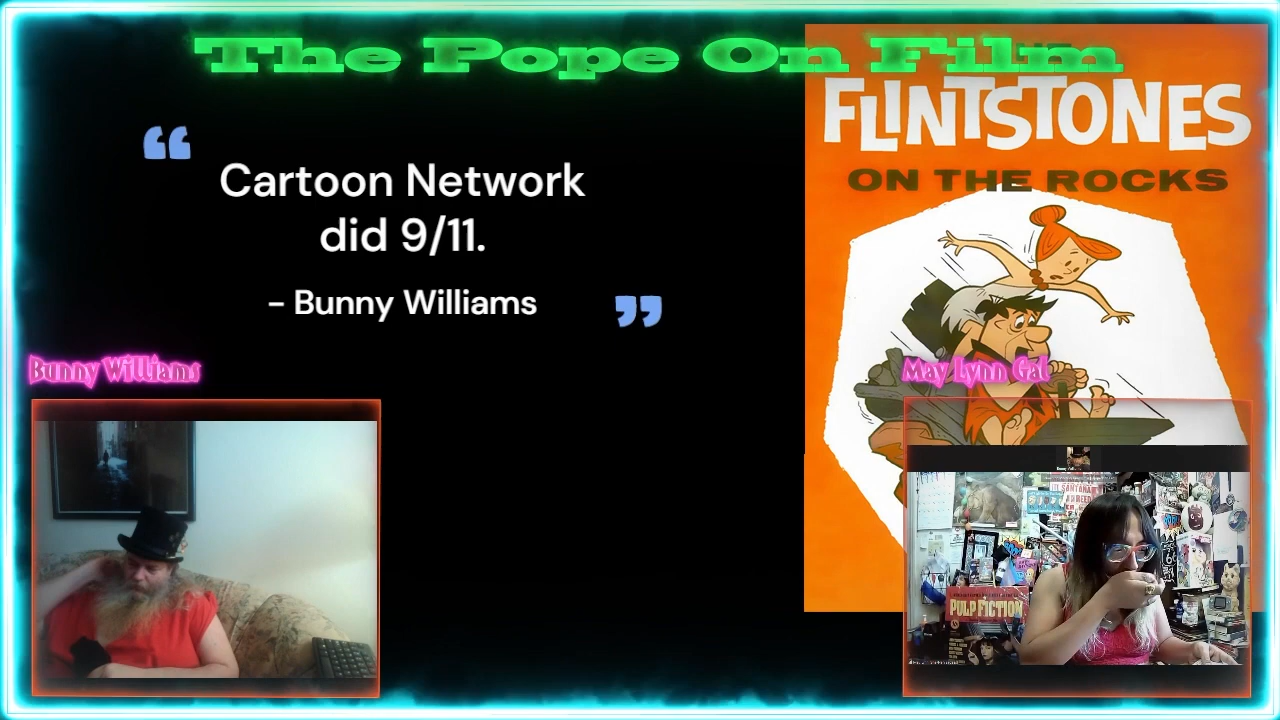 The Pope On Film
“
Cartoon Network
did 9/11.
– Bunny Williams
”
FLINTSTONES
ON THE ROCKS
Bunny Williams
May Lynn Gal
PULP FICTION